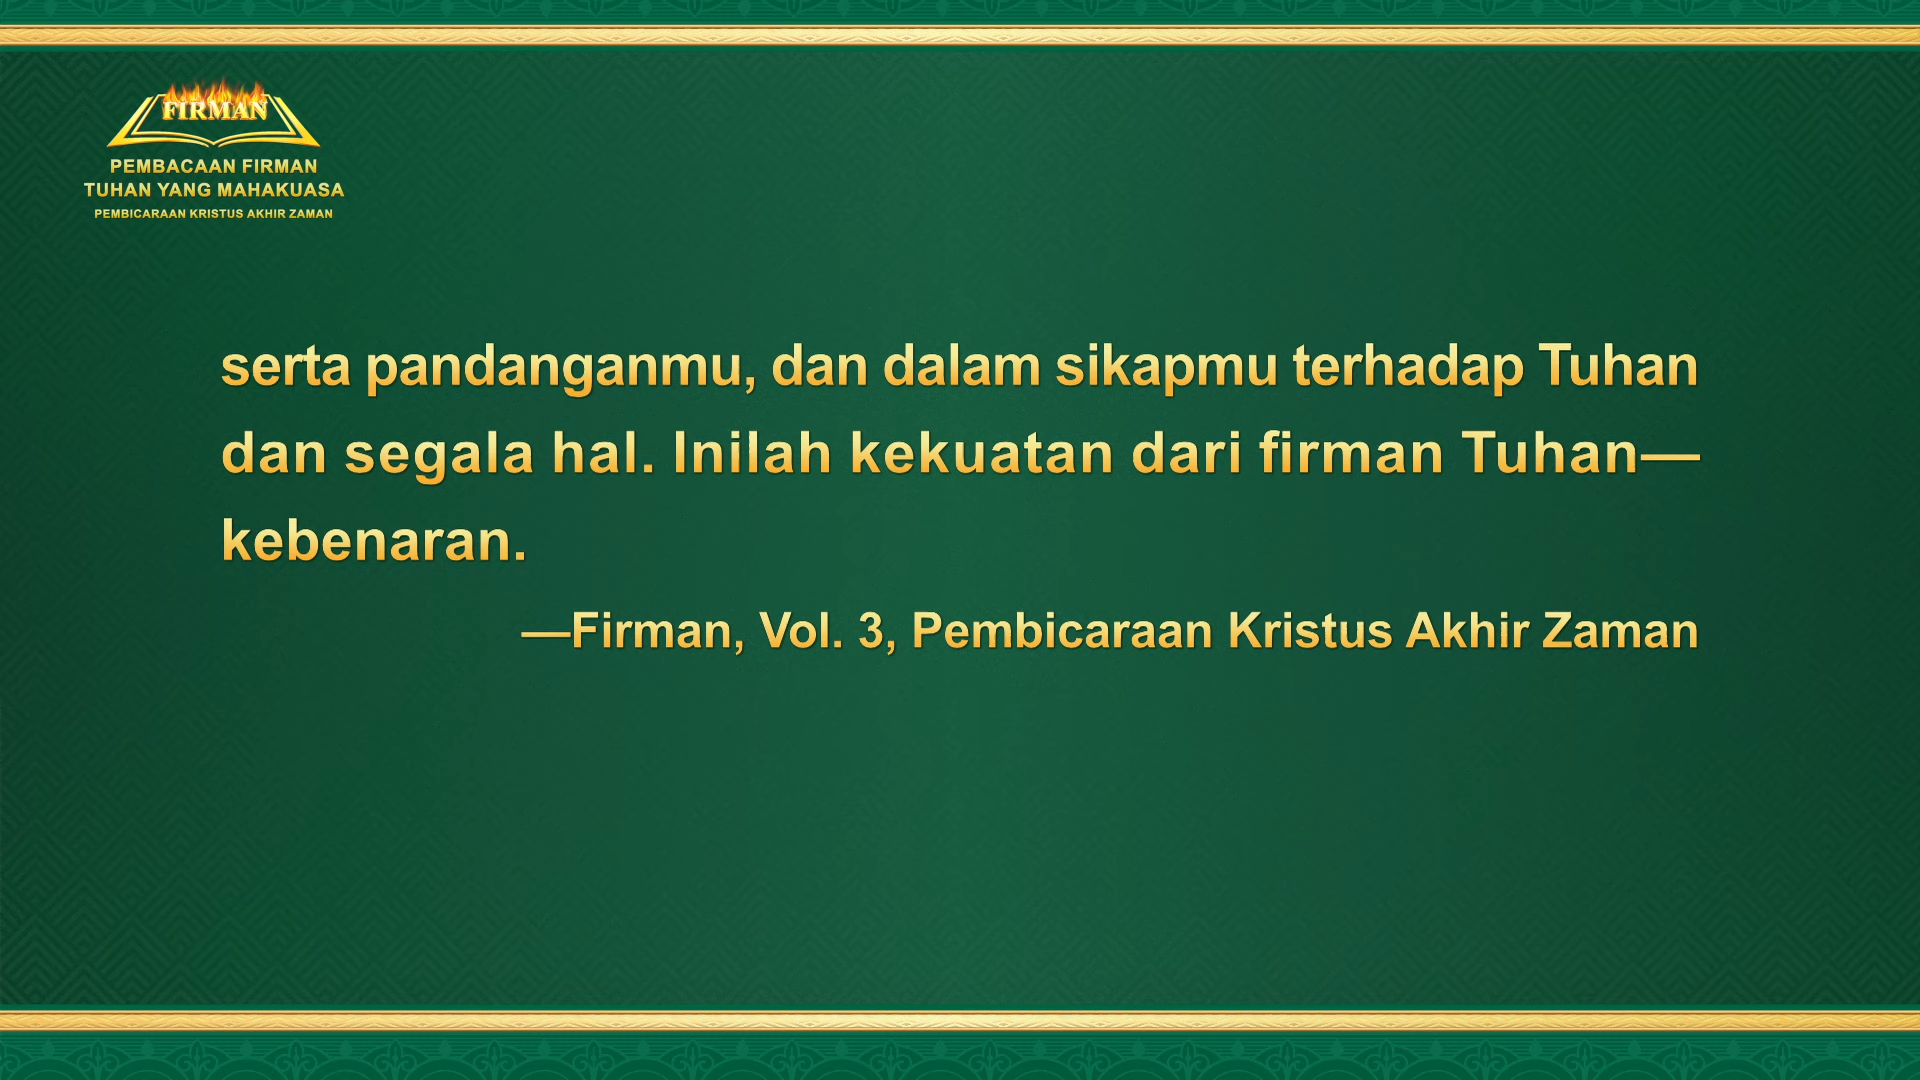 FIRMAN
PEMBACAAN FIRMAN
TUHAN YANG MAHAKUASA
PEMBICARAAN KRISTUS AKHIR ZAMAN
serta pandanganmu, dan dalam sikapmu terhadap Tuhan
dan segala hal. Inilah kekuatan dari firman Tuhan—
kebenaran.
—Firman, Vol. 3, Pembicaraan Kristus Akhir Zaman